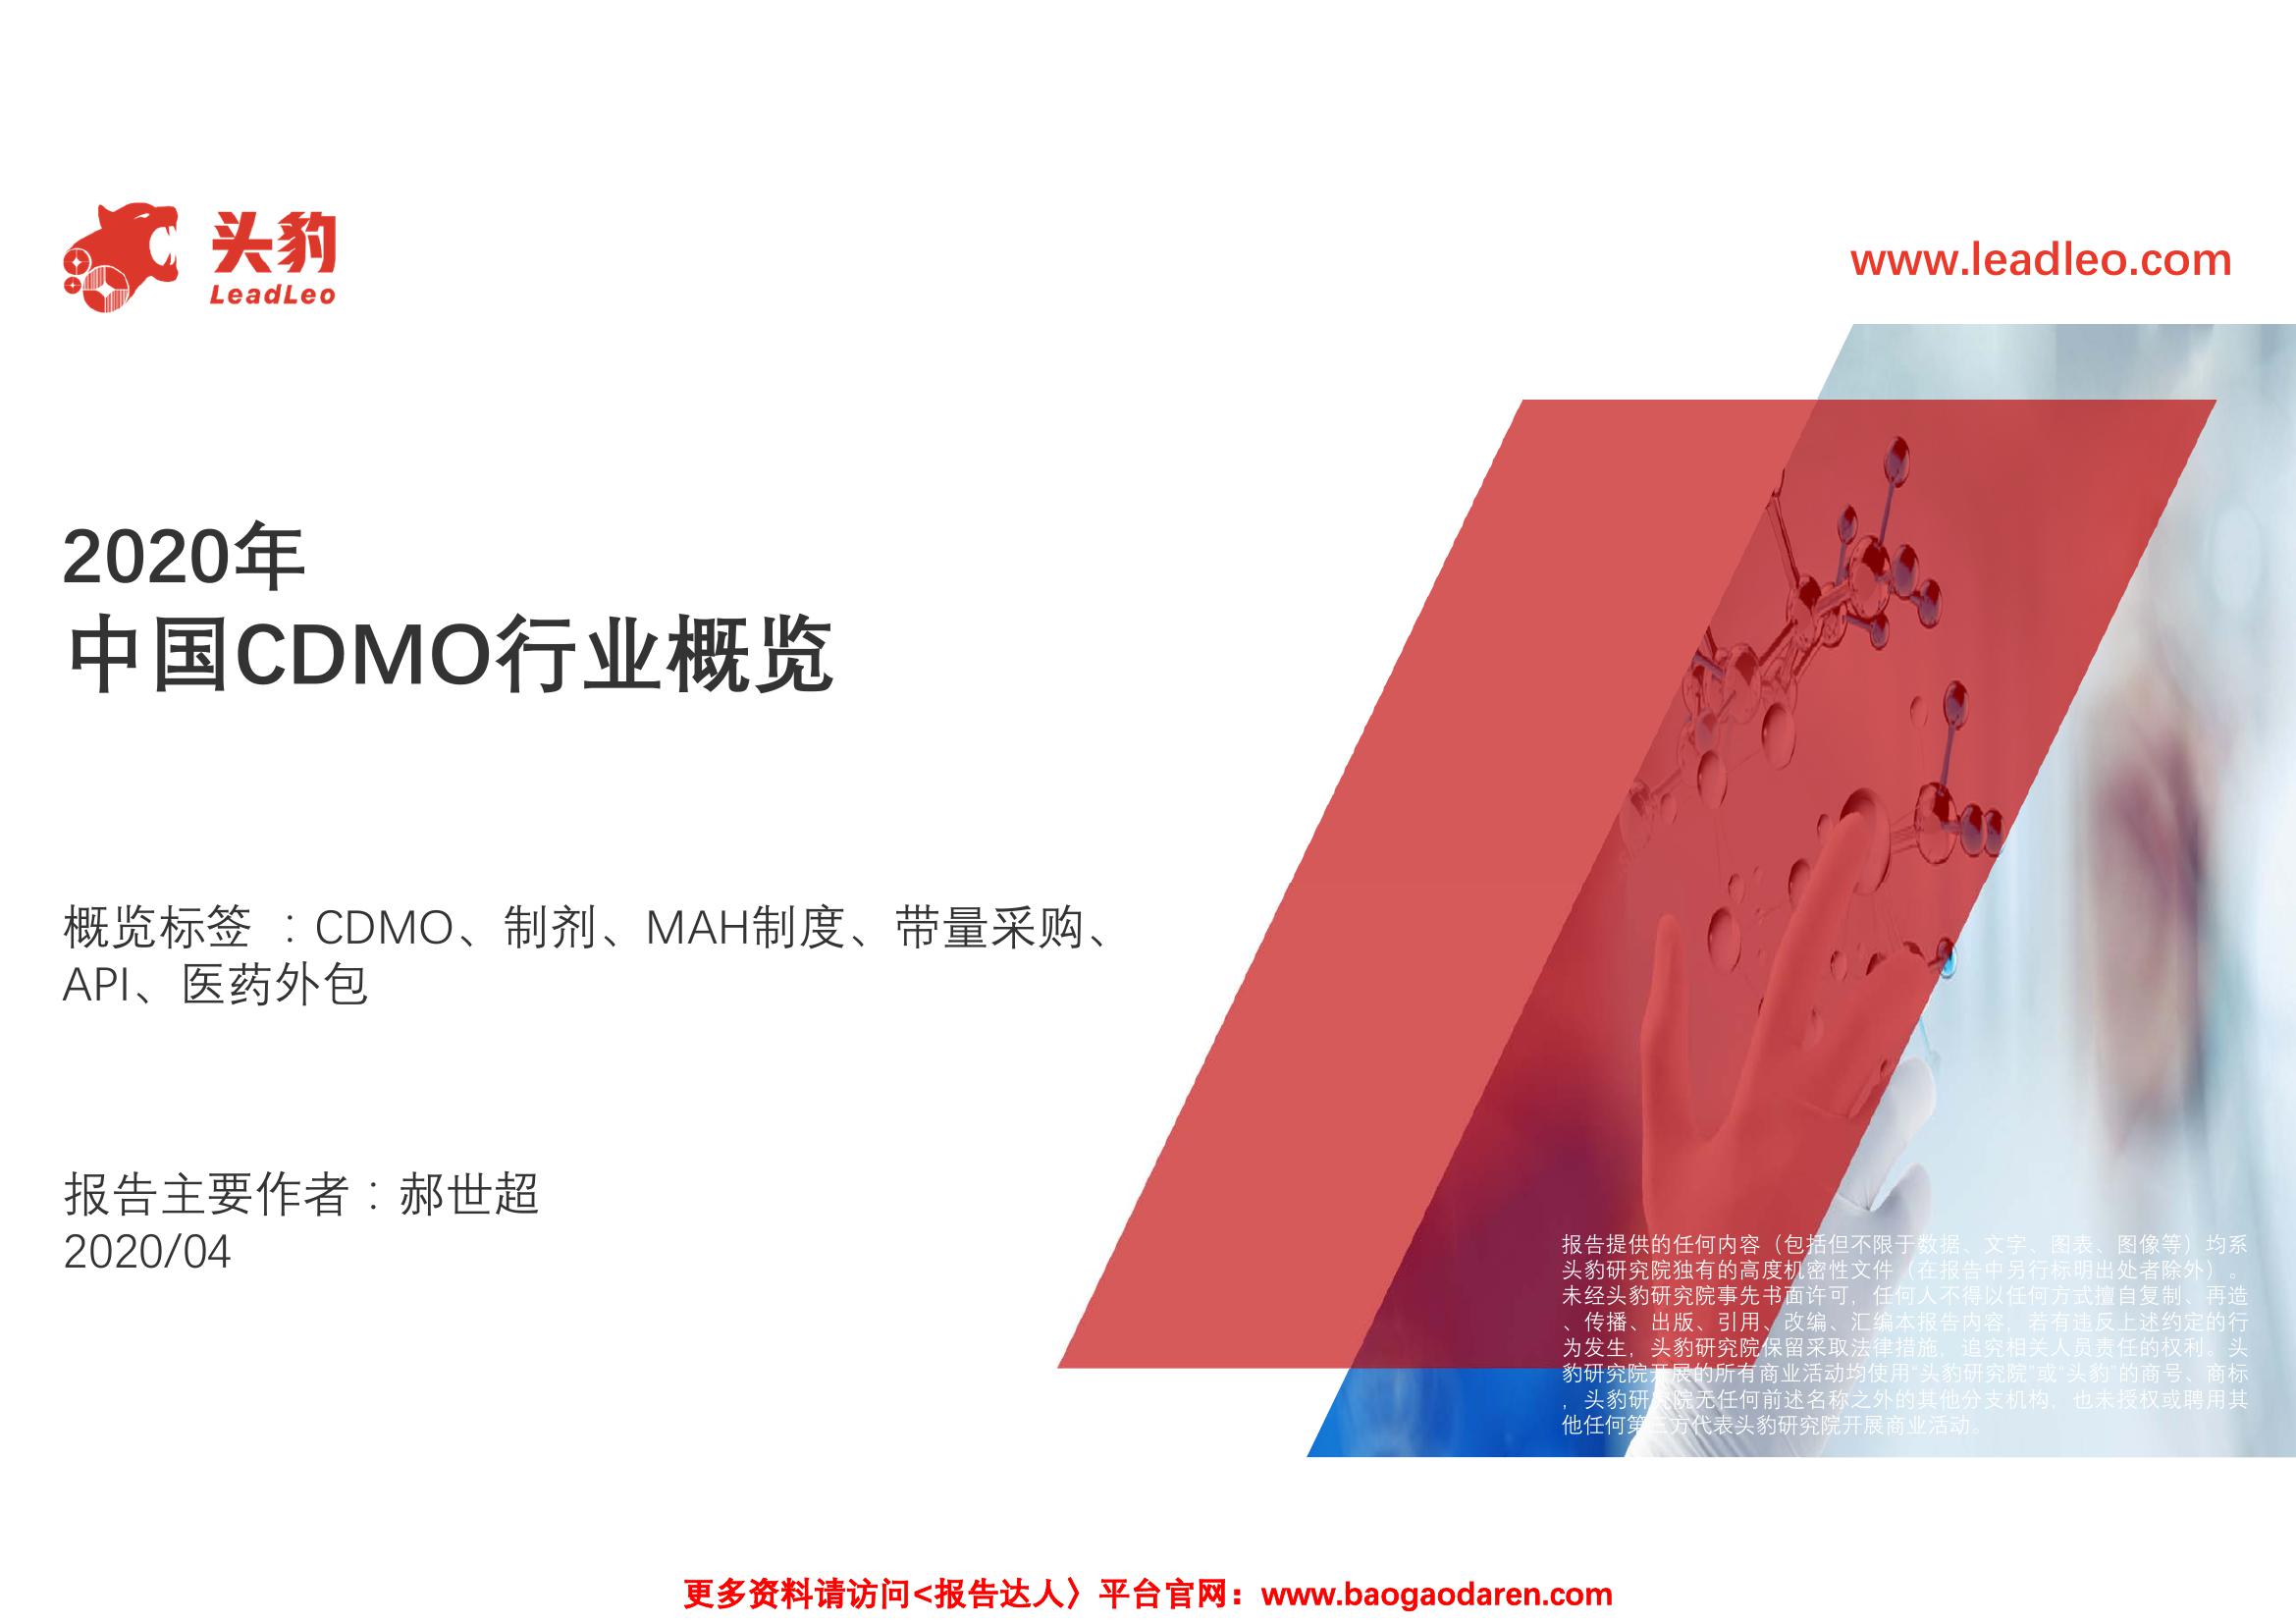 头豹
LeadLeo
www.leadleo.com
2020年
中国CDMO行业概览
概览标签 ：CDMO、制剂、MAH制度、带量采购、
API、医药外包
报告主要作者：郝世超
2020/04
报告提供的任何内容（包括但不限于数据、文字、图表、图像等）均系
头豹研究院独有的高度机密性文件（在报告中另行标明出处者除外）。
未经头豹研究院事先书面许可，任何人不得以任何方式擅自复制、再造
、传播、出版、引用、改编、汇编本报告内容，若有违反上述约定的行
为发生，头豹研究院保留采取法律措施，追究相关人员责任的权利。头
豹研究院开展的所有商业活动均使用“头豹研究院”或“头豹”的商号、商标
，头豹研究院无任何前述名称之外的其他分支机构，也未授权或聘用其
他任何第三方代表头豹研究院开展商业活动。
更多资料请访问<报告达人〉平台官网：www.baogaodaren.com